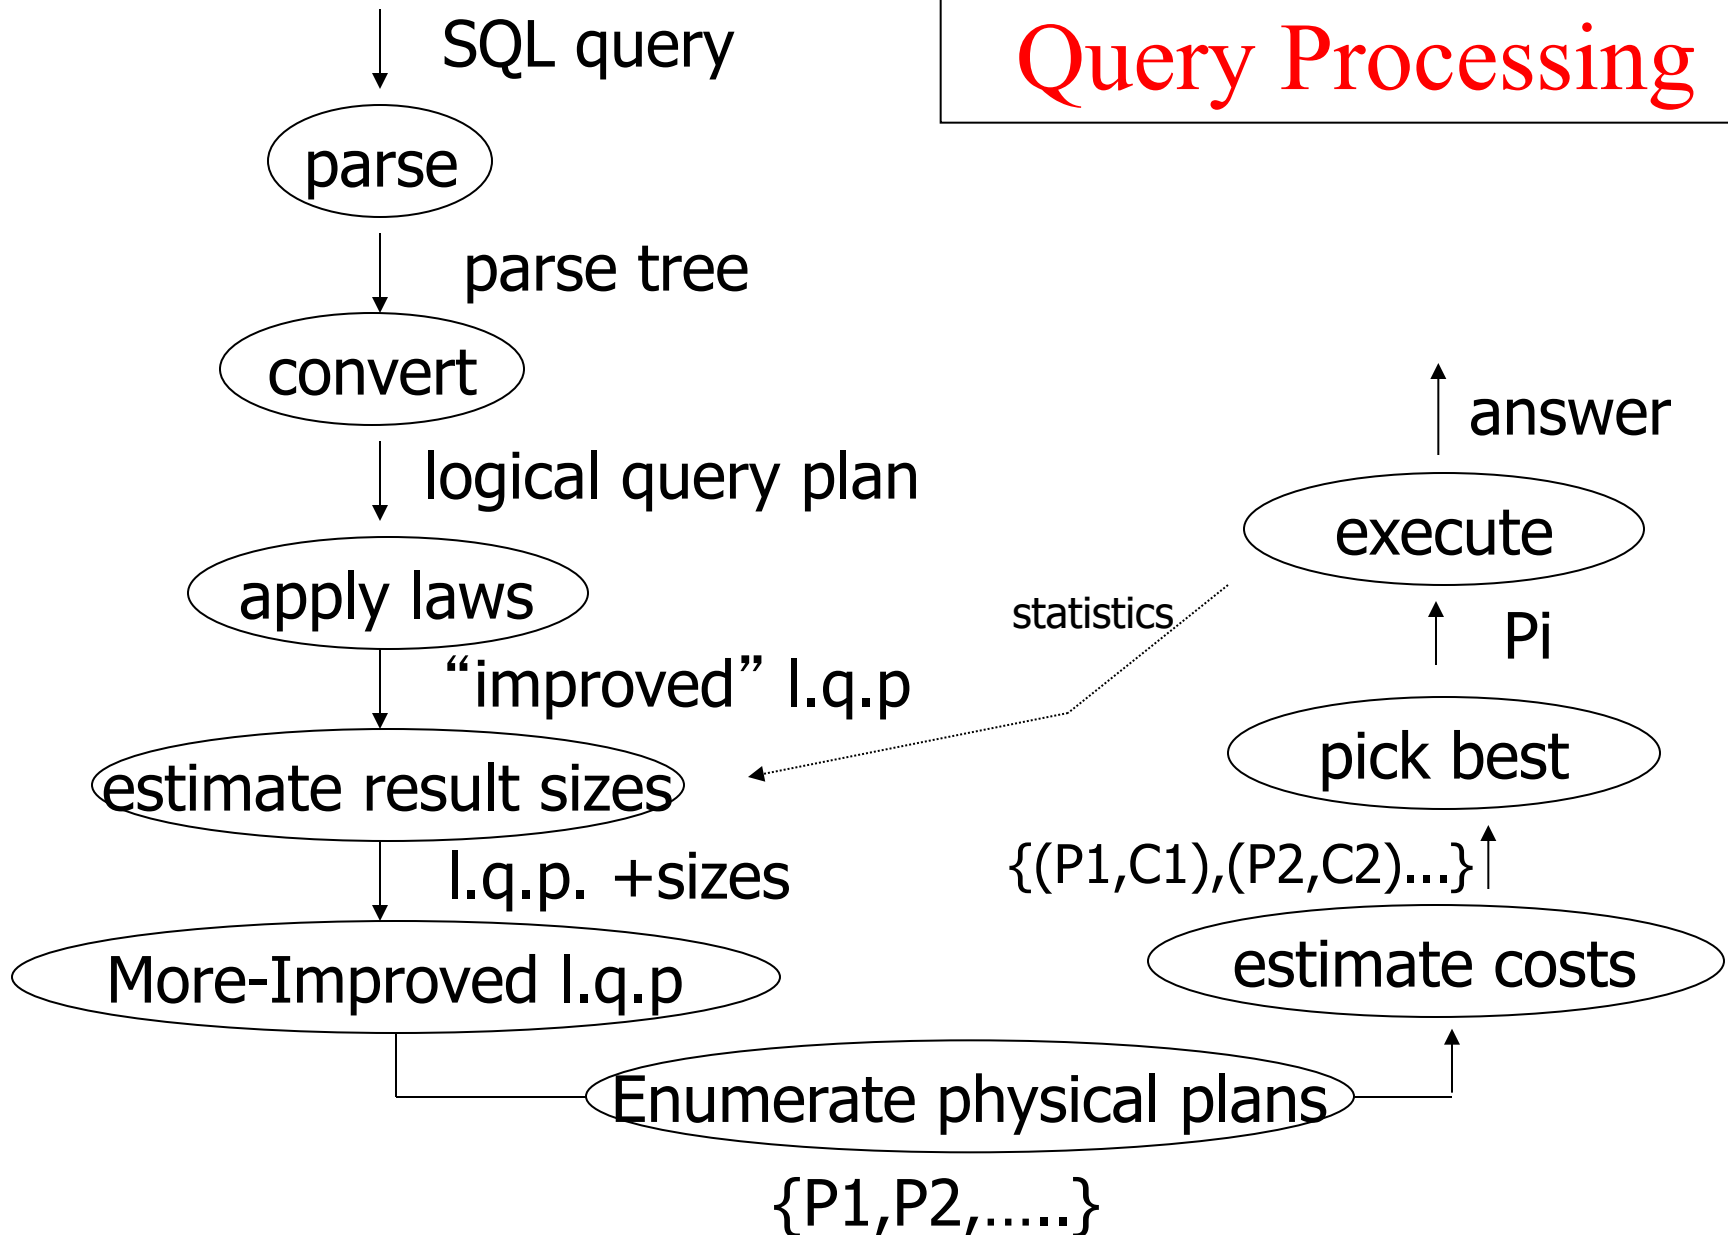 Query Processing
SQL query
parse
parse tree
convert
logical query plan
apply laws
“improved” l.q.p
estimate result sizes
l.q.p. +sizes
More-Improved l.q.p
Enumerate physical plans
{P1,P2,…..}
estimate costs
{(P1,C1),(P2,C2)...}
pick best
Pi
execute
statistics
answer